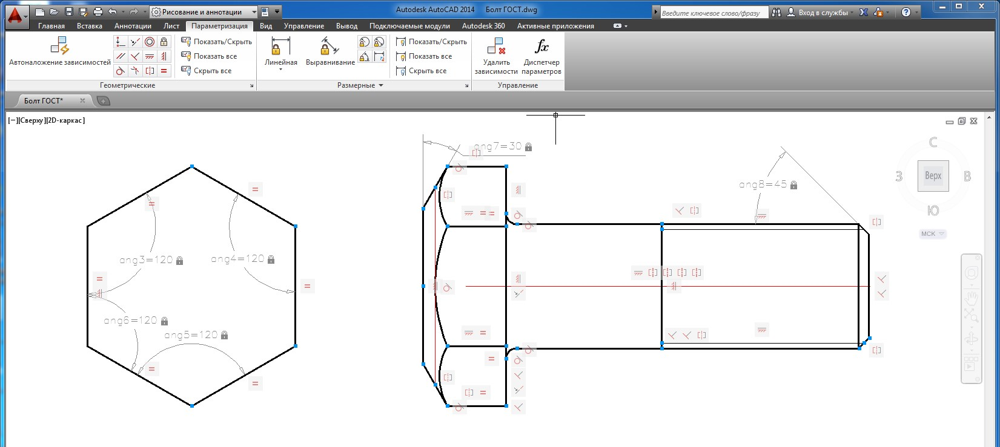 Рисование и аннотации
Autodesk AutoCAD 2014 Болт ГОСТ.dwg
Введите ключевое слово/фразу
Вход в службы
Главная Вставка Аннотации Лист Параметризация Вид Управление Вывод Подключаемые модули Autodesk 360 Активные приложения
Автоналожение зависимостей
Показать/Скрыть
Показать все
Скрыть все
Геометрические
Линейная
Выравнивание
Показать/Скрыть
Показать все
Скрыть все
Размерные
Удалить
зависимости
fx
Диспетчер
параметров
Управление
Болт ГОСТ*
[−][Сверху][2D-каркас]
ang7=30
ang8=45
ang3=120
ang4=120
ang6=120
ang5=120
С
З
Верх
В
Ю
МСК